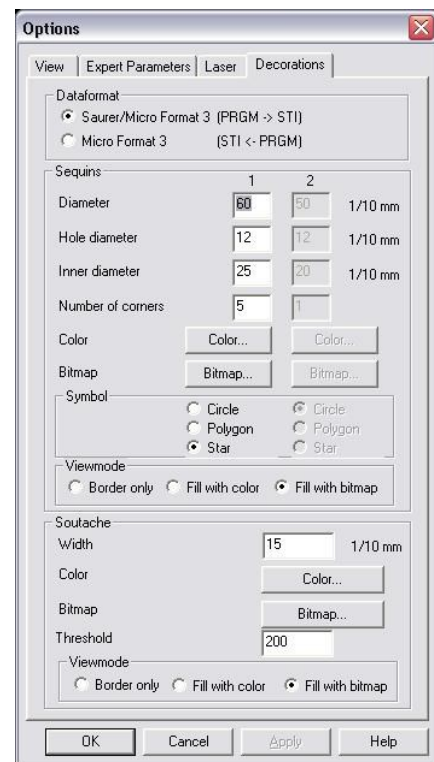 Options
View Expert Parameters Laser Decorations
Dataformat
Saurer/Micro Format 3 (PRGM -> STI)
Micro Format 3 (STI <- PRGM)
Sequins
1 2
Diameter 60 50 1/10 mm
Hole diameter 12 12 1/10 mm
Inner diameter 25 20 1/10 mm
Number of corners 5 1
Color Color... Color...
Bitmap Bitmap... Bitmap...
Symbol
Circle Circle
Polygon Polygon
Star Star
Viewmode
Border only Fill with color Fill with bitmap
Soutache
Width 15 1/10 mm
Color Color...
Bitmap Bitmap...
Threshold 200
Viewmode
Border only Fill with color Fill with bitmap
OK Cancel Apply Help